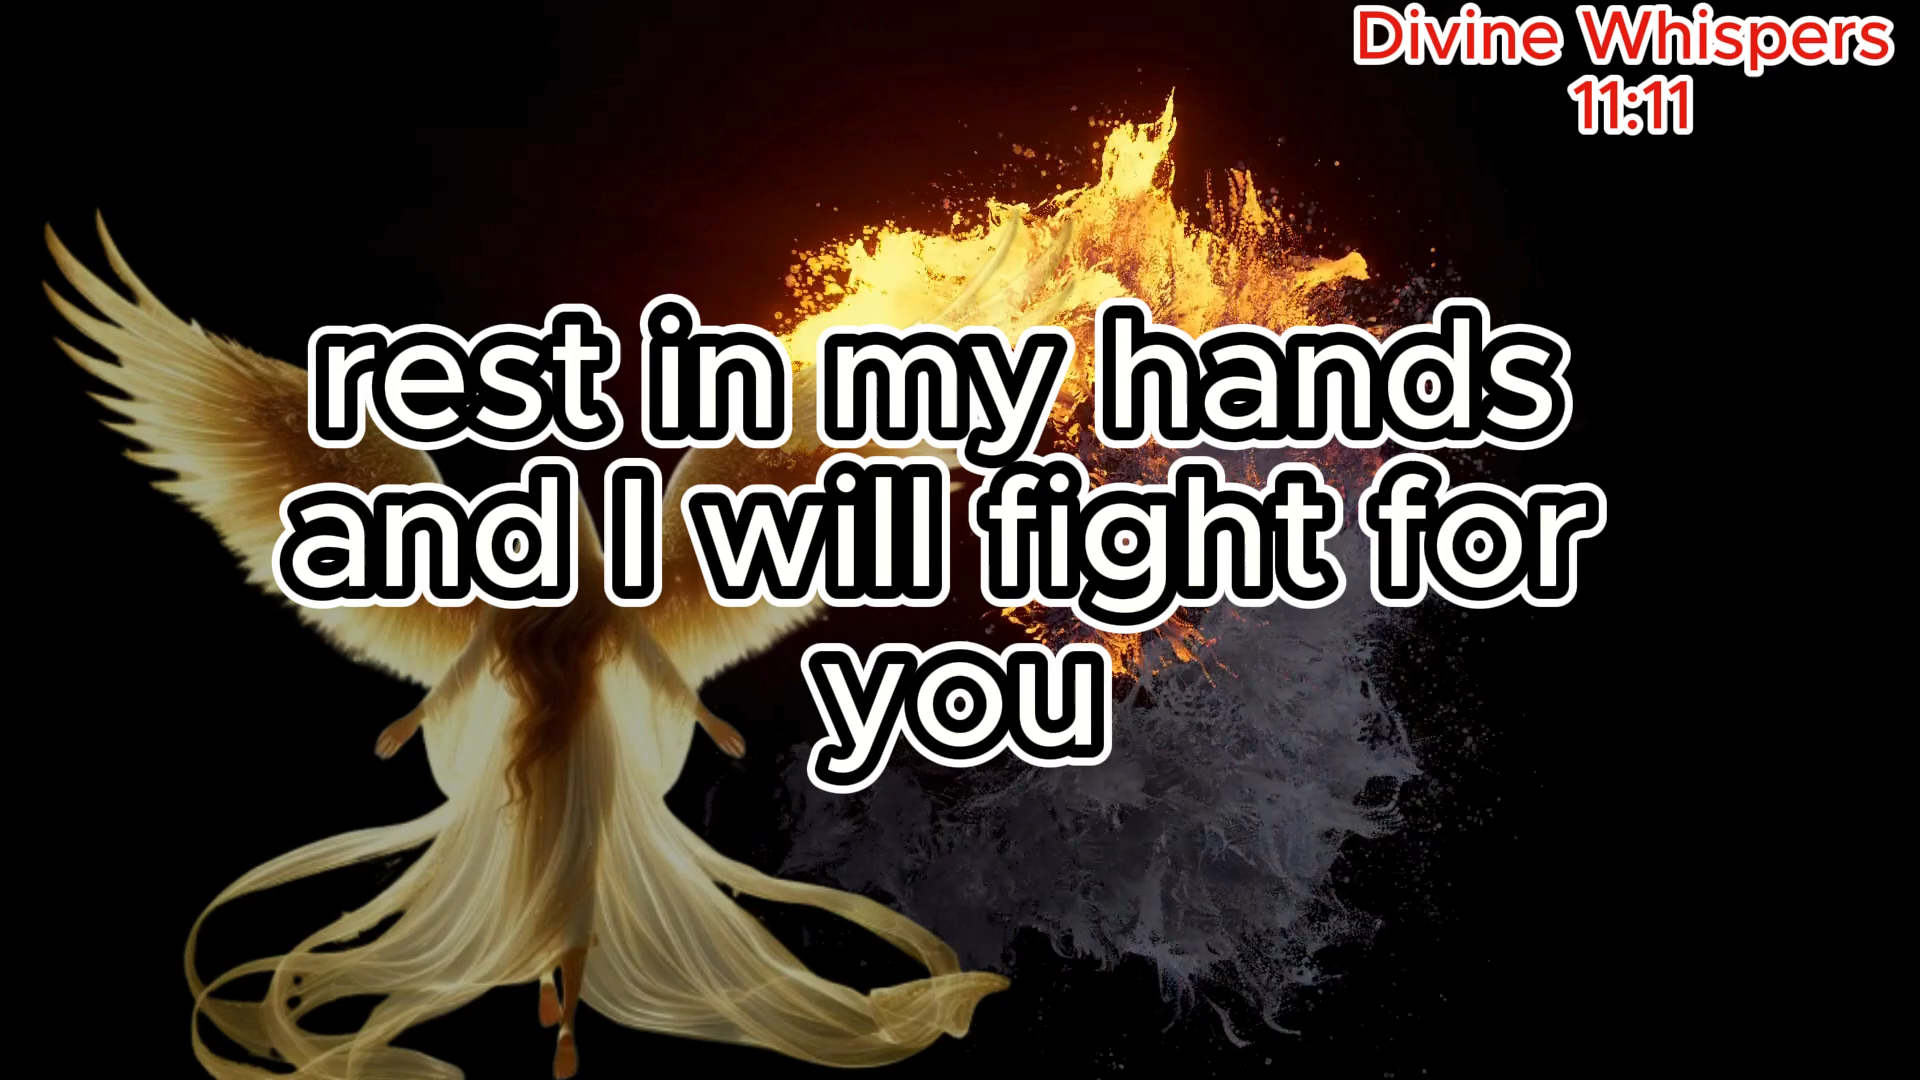 Divine Whispers
11:11
rest in my hands
and I will fight for
you